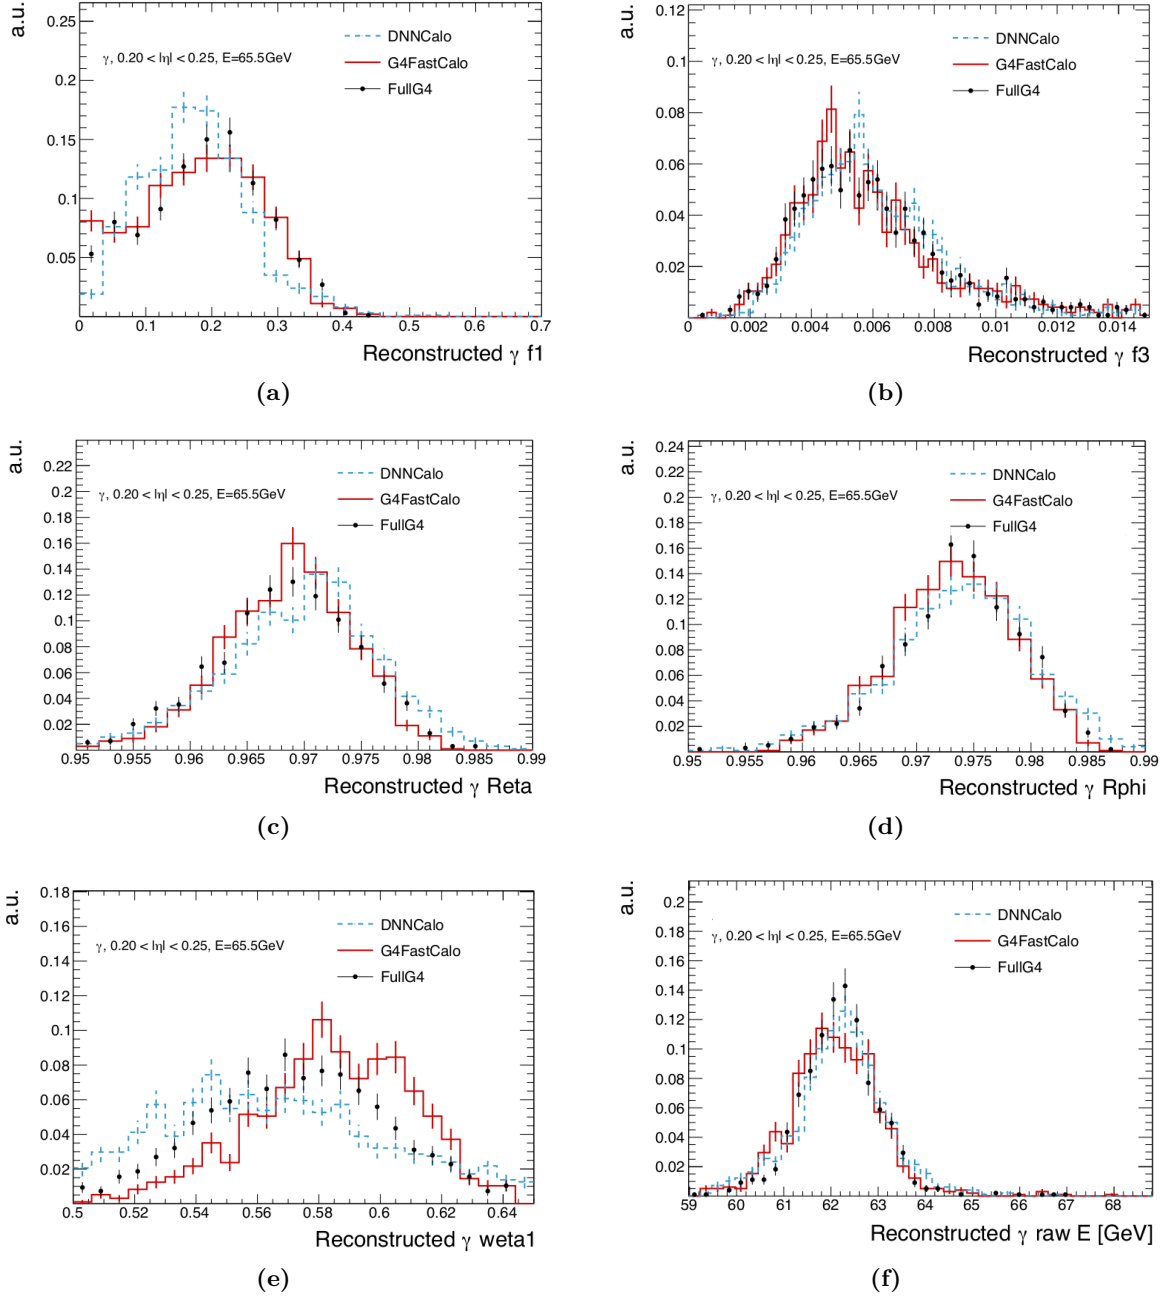 a.u.
0.25
0.2
0.15
0.1
0.05
γ, 0.20 < |η| < 0.25, E=65.5GeV
DNNCalo
G4FastCalo
FullG4
0 0.1 0.2 0.3 0.4 0.5 0.6 0.7
Reconstructed γ f1
(a)
a.u.
0.12
0.1
0.08
0.06
0.04
0.02
γ, 0.20 < |η| < 0.25, E=65.5GeV
DNNCalo
G4FastCalo
FullG4
0 0.002 0.004 0.006 0.008 0.01 0.012 0.014
Reconstructed γ f3
(b)
a.u.
0.22
0.2
0.18
0.16
0.14
0.12
0.1
0.08
0.06
0.04
0.02
γ, 0.20 < |η| < 0.25, E=65.5GeV
DNNCalo
G4FastCalo
FullG4
0.95 0.955 0.96 0.965 0.97 0.975 0.98 0.985 0.99
Reconstructed γ Reta
(c)
a.u.
0.24
0.22
0.2
0.18
0.16
0.14
0.12
0.1
0.08
0.06
0.04
0.02
γ, 0.20 < |η| < 0.25, E=65.5GeV
DNNCalo
G4FastCalo
FullG4
0.95 0.955 0.96 0.965 0.97 0.975 0.98 0.985 0.99
Reconstructed γ Rphi
(d)
a.u.
0.18
0.16
0.14
0.12
0.1
0.08
0.06
0.04
0.02
γ, 0.20 < |η| < 0.25, E=65.5GeV
DNNCalo
G4FastCalo
FullG4
0.5 0.52 0.54 0.56 0.58 0.6 0.62 0.64
Reconstructed γ weta1
(e)
a.u.
0.2
0.18
0.16
0.14
0.12
0.1
0.08
0.06
0.04
0.02
γ, 0.20 < |η| < 0.25, E=65.5GeV
DNNCalo
G4FastCalo
FullG4
59 60 61 62 63 64 65 66 67 68
Reconstructed γ raw E [GeV]
(f)